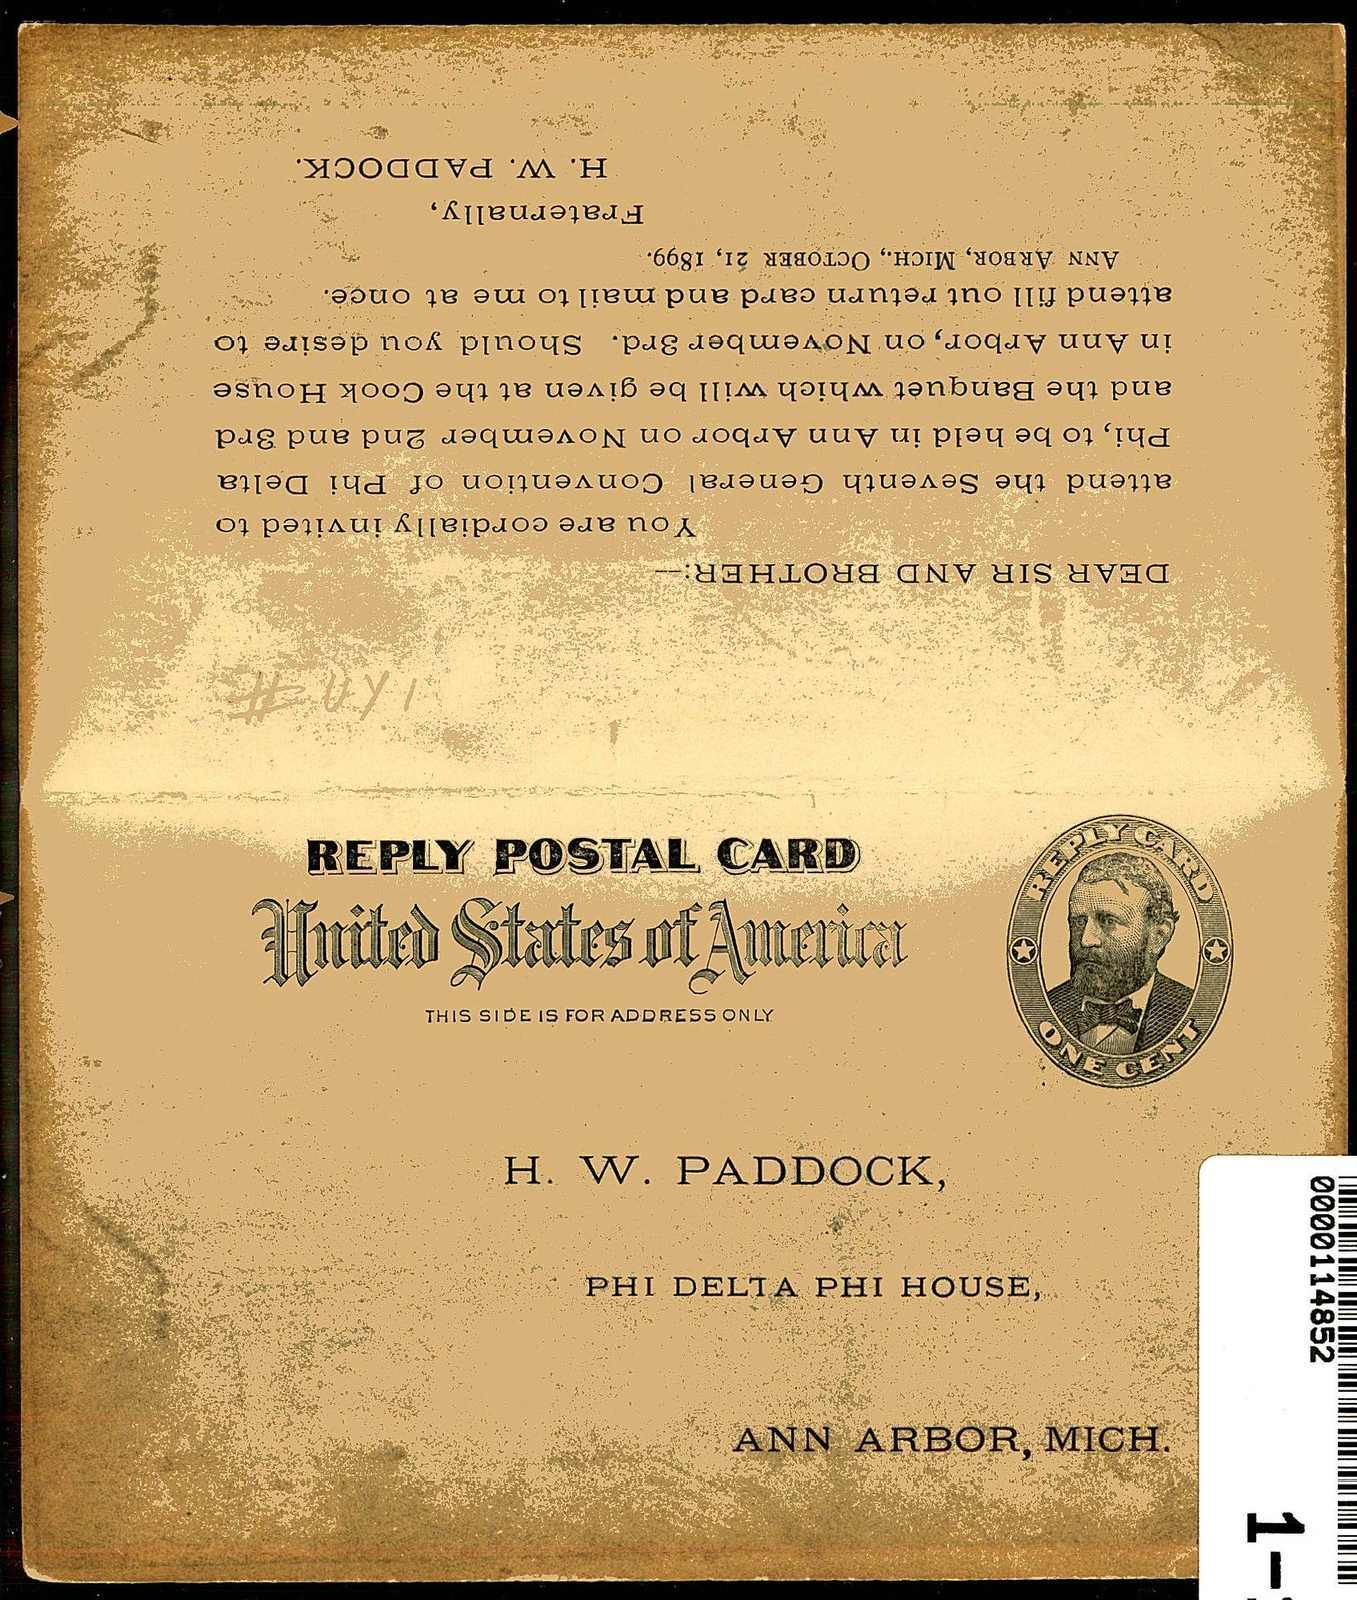 DEAR SIR AND BROTHER:—
You are cordially invited to
attend the Seventh General Convention of Phi Delta
Phi, to be held in Ann Arbor on November 2nd and 3rd
and the Banquet which will be given at the Cook House
in Ann Arbor, on November 3rd. Should you desire to
attend fill out return card and mail to me at once.
ANN ARBOR, MICH., OCTOBER 21, 1899.
Fraternally,
H. W. PADDOCK.
REPLY POSTAL CARD
United States of America
THIS SIDE IS FOR ADDRESS ONLY
REPLY CARD
ONE CENT
H. W. PADDOCK,
PHI DELTA PHI HOUSE,
ANN ARBOR, MICH.
0000114852